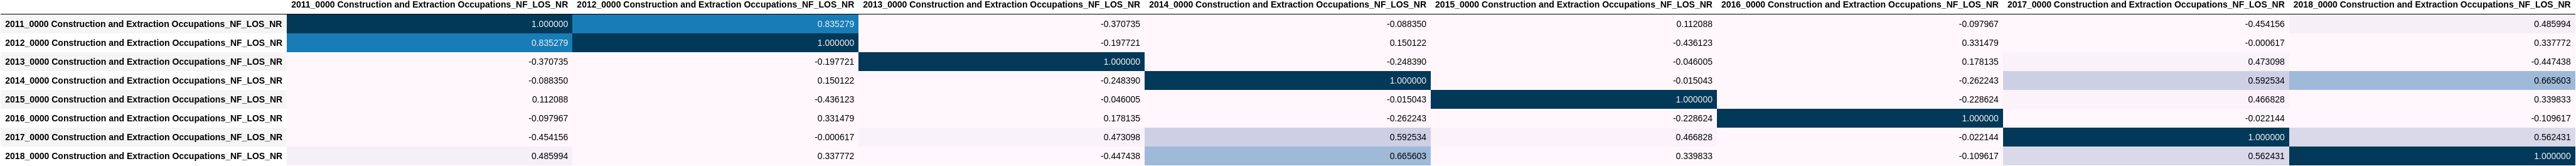 2011_0000 Construction and Extraction Occupations_NF_LOS_NR 2012_0000 Construction and Extraction Occupations_NF_LOS_NR 2013_0000 Construction and Extraction Occupations_NF_LOS_NR 2014_0000 Construction and Extraction Occupations_NF_LOS_NR 2015_0000 Construction and Extraction Occupations_NF_LOS_NR 2016_0000 Construction and Extraction Occupations_NF_LOS_NR 2017_0000 Construction and Extraction Occupations_NF_LOS_NR 2018_0000 Construction and Extraction Occupations_NF_LOS_NR
2011_0000 Construction and Extraction Occupations_NF_LOS_NR 1.000000 0.835279 -0.370735 -0.088350 0.112088 -0.097967 -0.454156 0.485994
2012_0000 Construction and Extraction Occupations_NF_LOS_NR 0.835279 1.000000 -0.197721 0.150122 -0.436123 0.331479 -0.000617 0.337772
2013_0000 Construction and Extraction Occupations_NF_LOS_NR -0.370735 -0.197721 1.000000 -0.248390 -0.046005 0.178135 0.473098 -0.447438
2014_0000 Construction and Extraction Occupations_NF_LOS_NR -0.088350 0.150122 -0.248390 1.000000 -0.015043 -0.262243 0.592534 0.665603
2015_0000 Construction and Extraction Occupations_NF_LOS_NR 0.112088 -0.436123 -0.046005 -0.015043 1.000000 -0.228624 0.466828 0.339833
2016_0000 Construction and Extraction Occupations_NF_LOS_NR -0.097967 0.331479 0.178135 -0.262243 -0.228624 1.000000 -0.022144 -0.109617
2017_0000 Construction and Extraction Occupations_NF_LOS_NR -0.454156 -0.000617 0.473098 0.592534 0.466828 -0.022144 1.000000 0.562431
2018_0000 Construction and Extraction Occupations_NF_LOS_NR 0.485994 0.337772 -0.447438 0.665603 0.339833 -0.109617 0.562431 1.000000